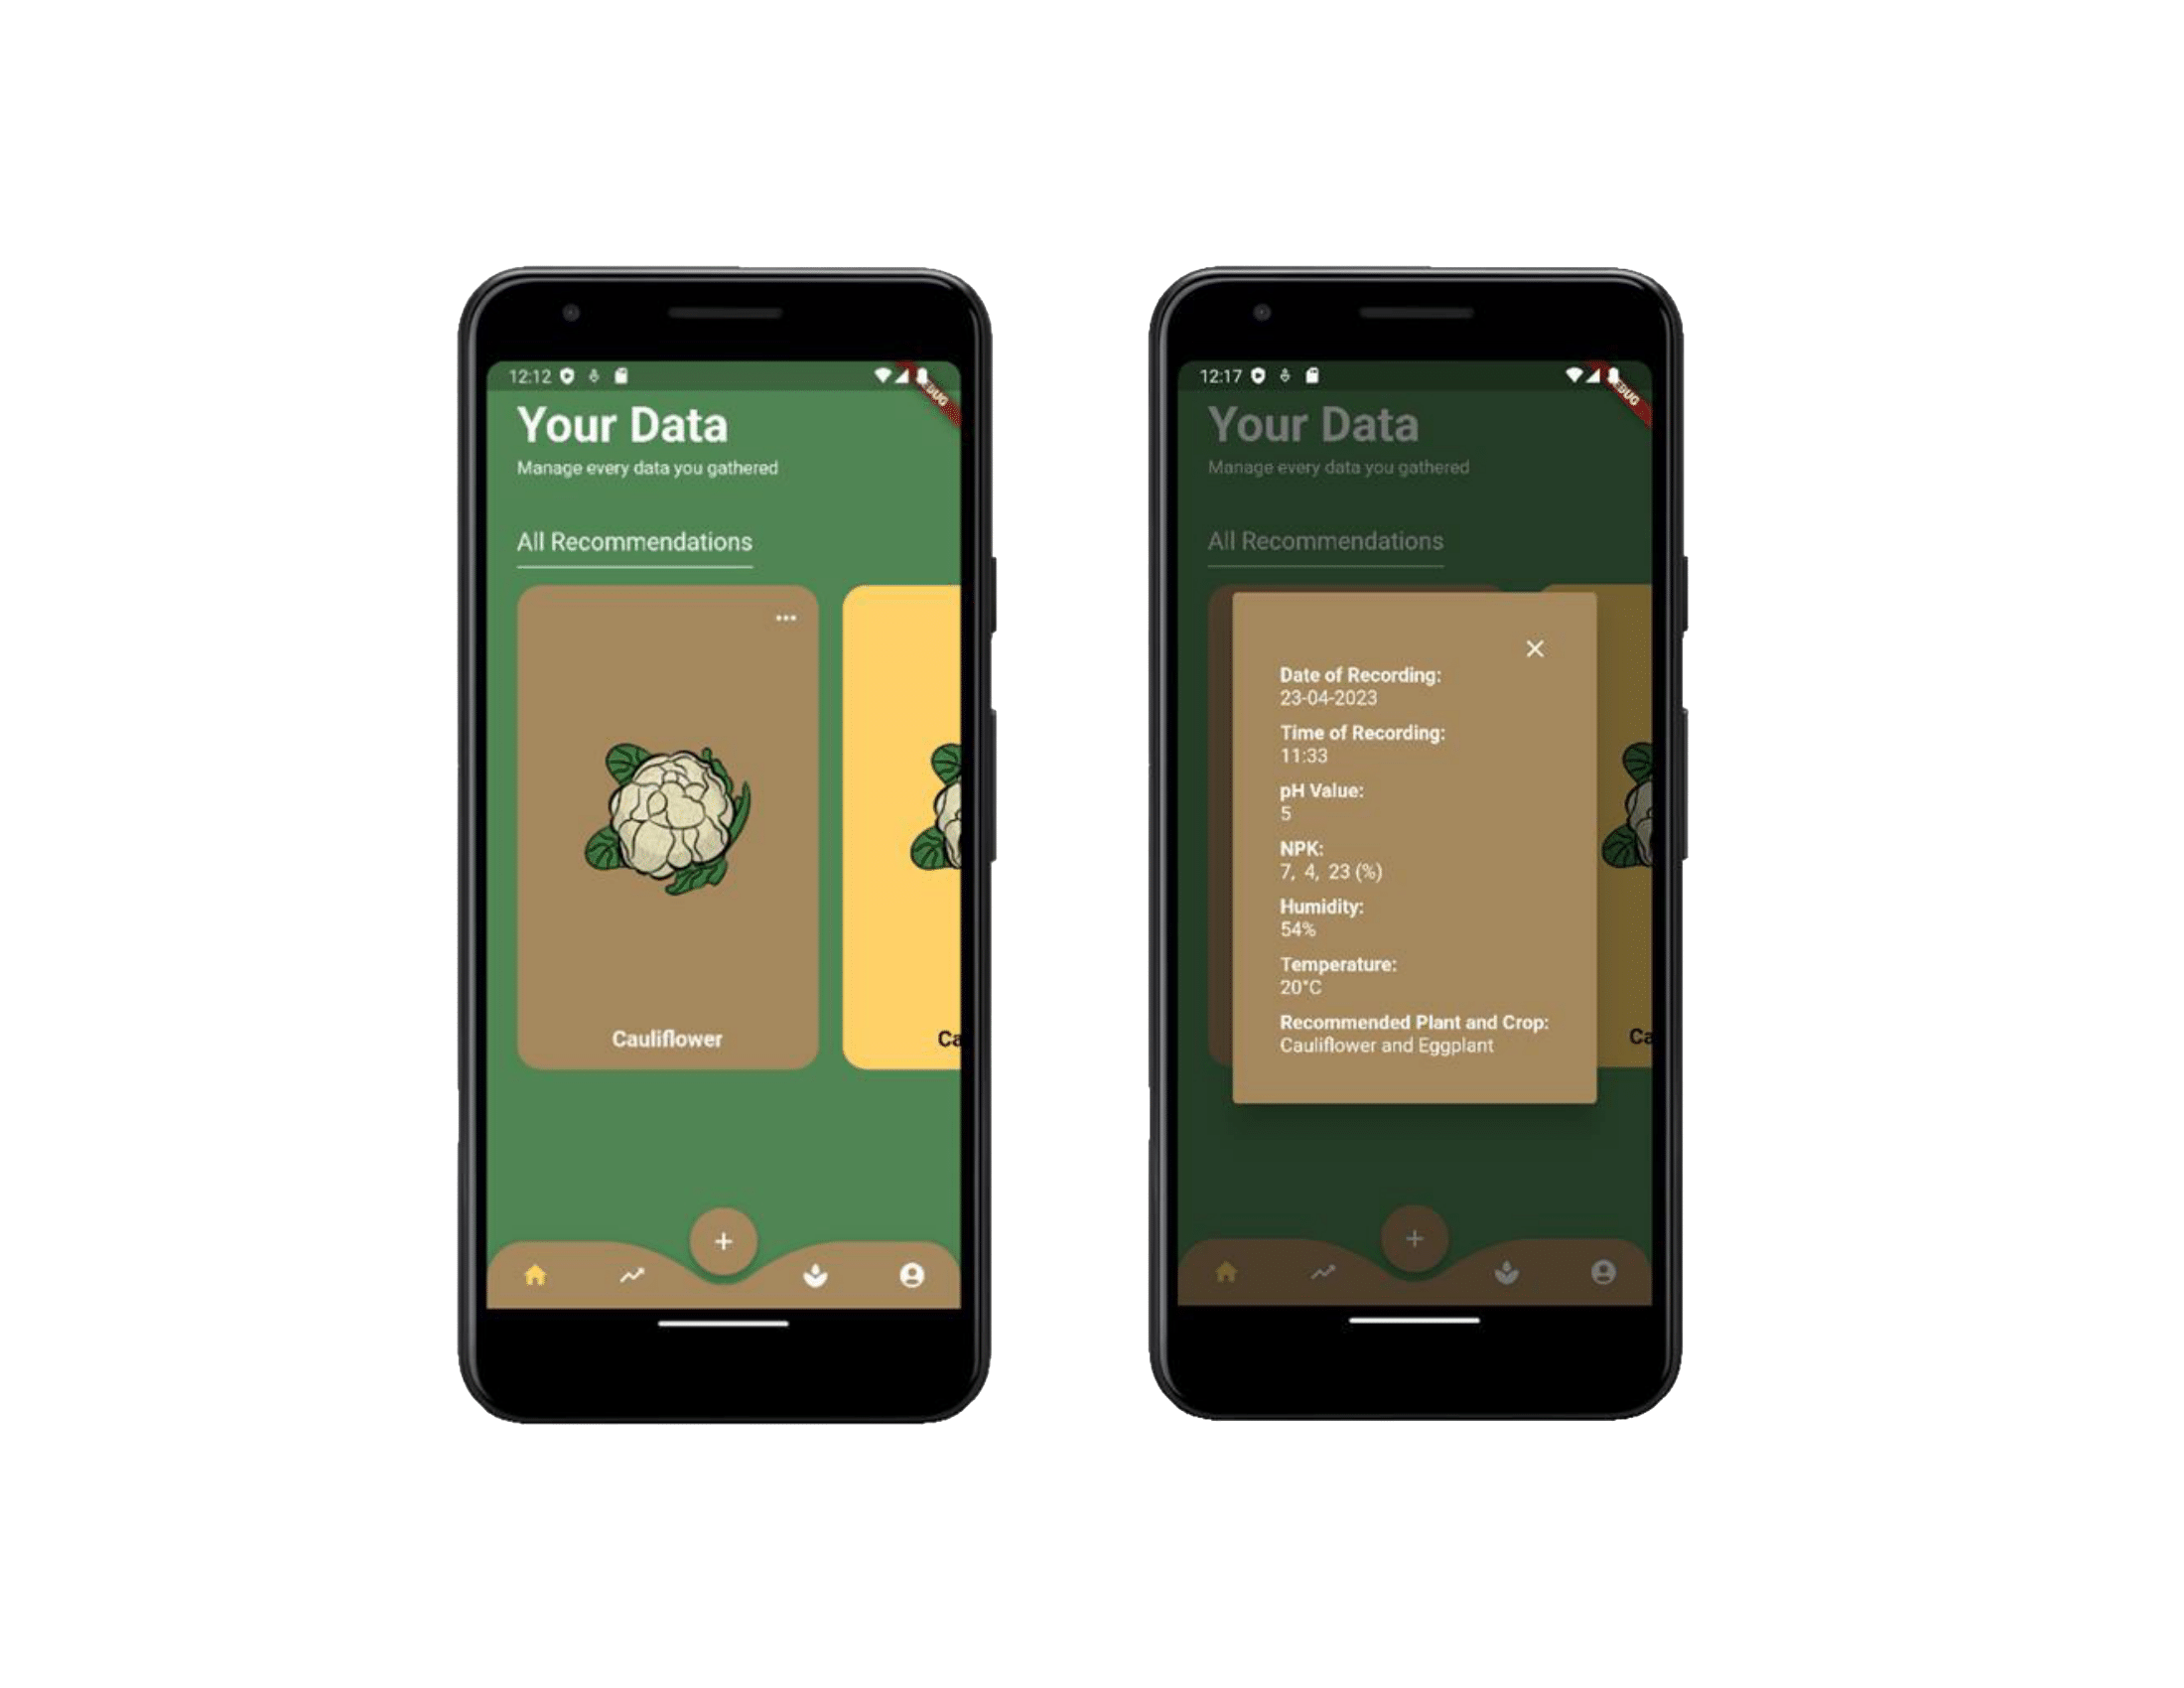 12:12
EBUG
Your Data
Manage every data you gathered
All Recommendations
Cauliflower
Ca
12:17
EBUG
Your Data
Manage every data you gathered
All Recommendations
Date of Recording:
23-04-2023
Time of Recording:
11:33
pH Value:
5
NPK:
7, 4, 23 (%)
Humidity:
54%
Temperature:
20°C
Recommended Plant and Crop:
Cauliflower and Eggplant
Ca